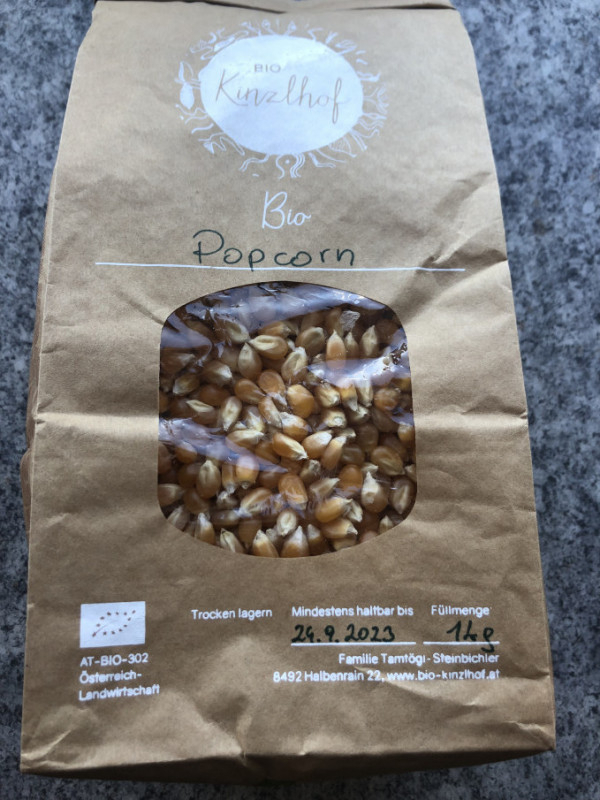 BIO
Kinzlhof
Bio
Popcorn
Trocken lagern
Mindestens haltbar bis
Füllmenge
24.9.2023
1kg
AT-BIO-302
Österreich-
Landwirtschaft
Familie Tamtögl - Steinbichler
8492 Halbenrain 22, www.bio-kinzlhof.at